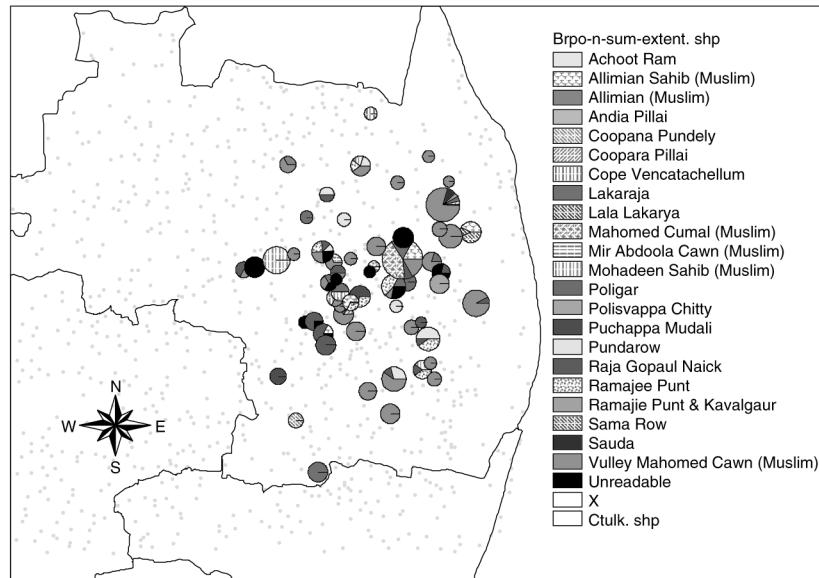 Brpo-n-sum-extent. shp
Achoot Ram
Allimian Sahib (Muslim)
Allimian (Muslim)
Andia Pillai
Coopana Pundely
Coopara Pillai
Cope Vencatachellum
Lakaraja
Lala Lakarya
Mahomed Cumal (Muslim)
Mir Abdoola Cawn (Muslim)
Mohadeen Sahib (Muslim)
Poligar
Polisvappa Chitty
Puchappa Mudali
Pundarow
Raja Gopaul Naick
Ramajee Punt
Ramajie Punt & Kavalgaur
Sama Row
Sauda
Vulley Mahomed Cawn (Muslim)
Unreadable
X
Ctulk. shp
N
W E
S